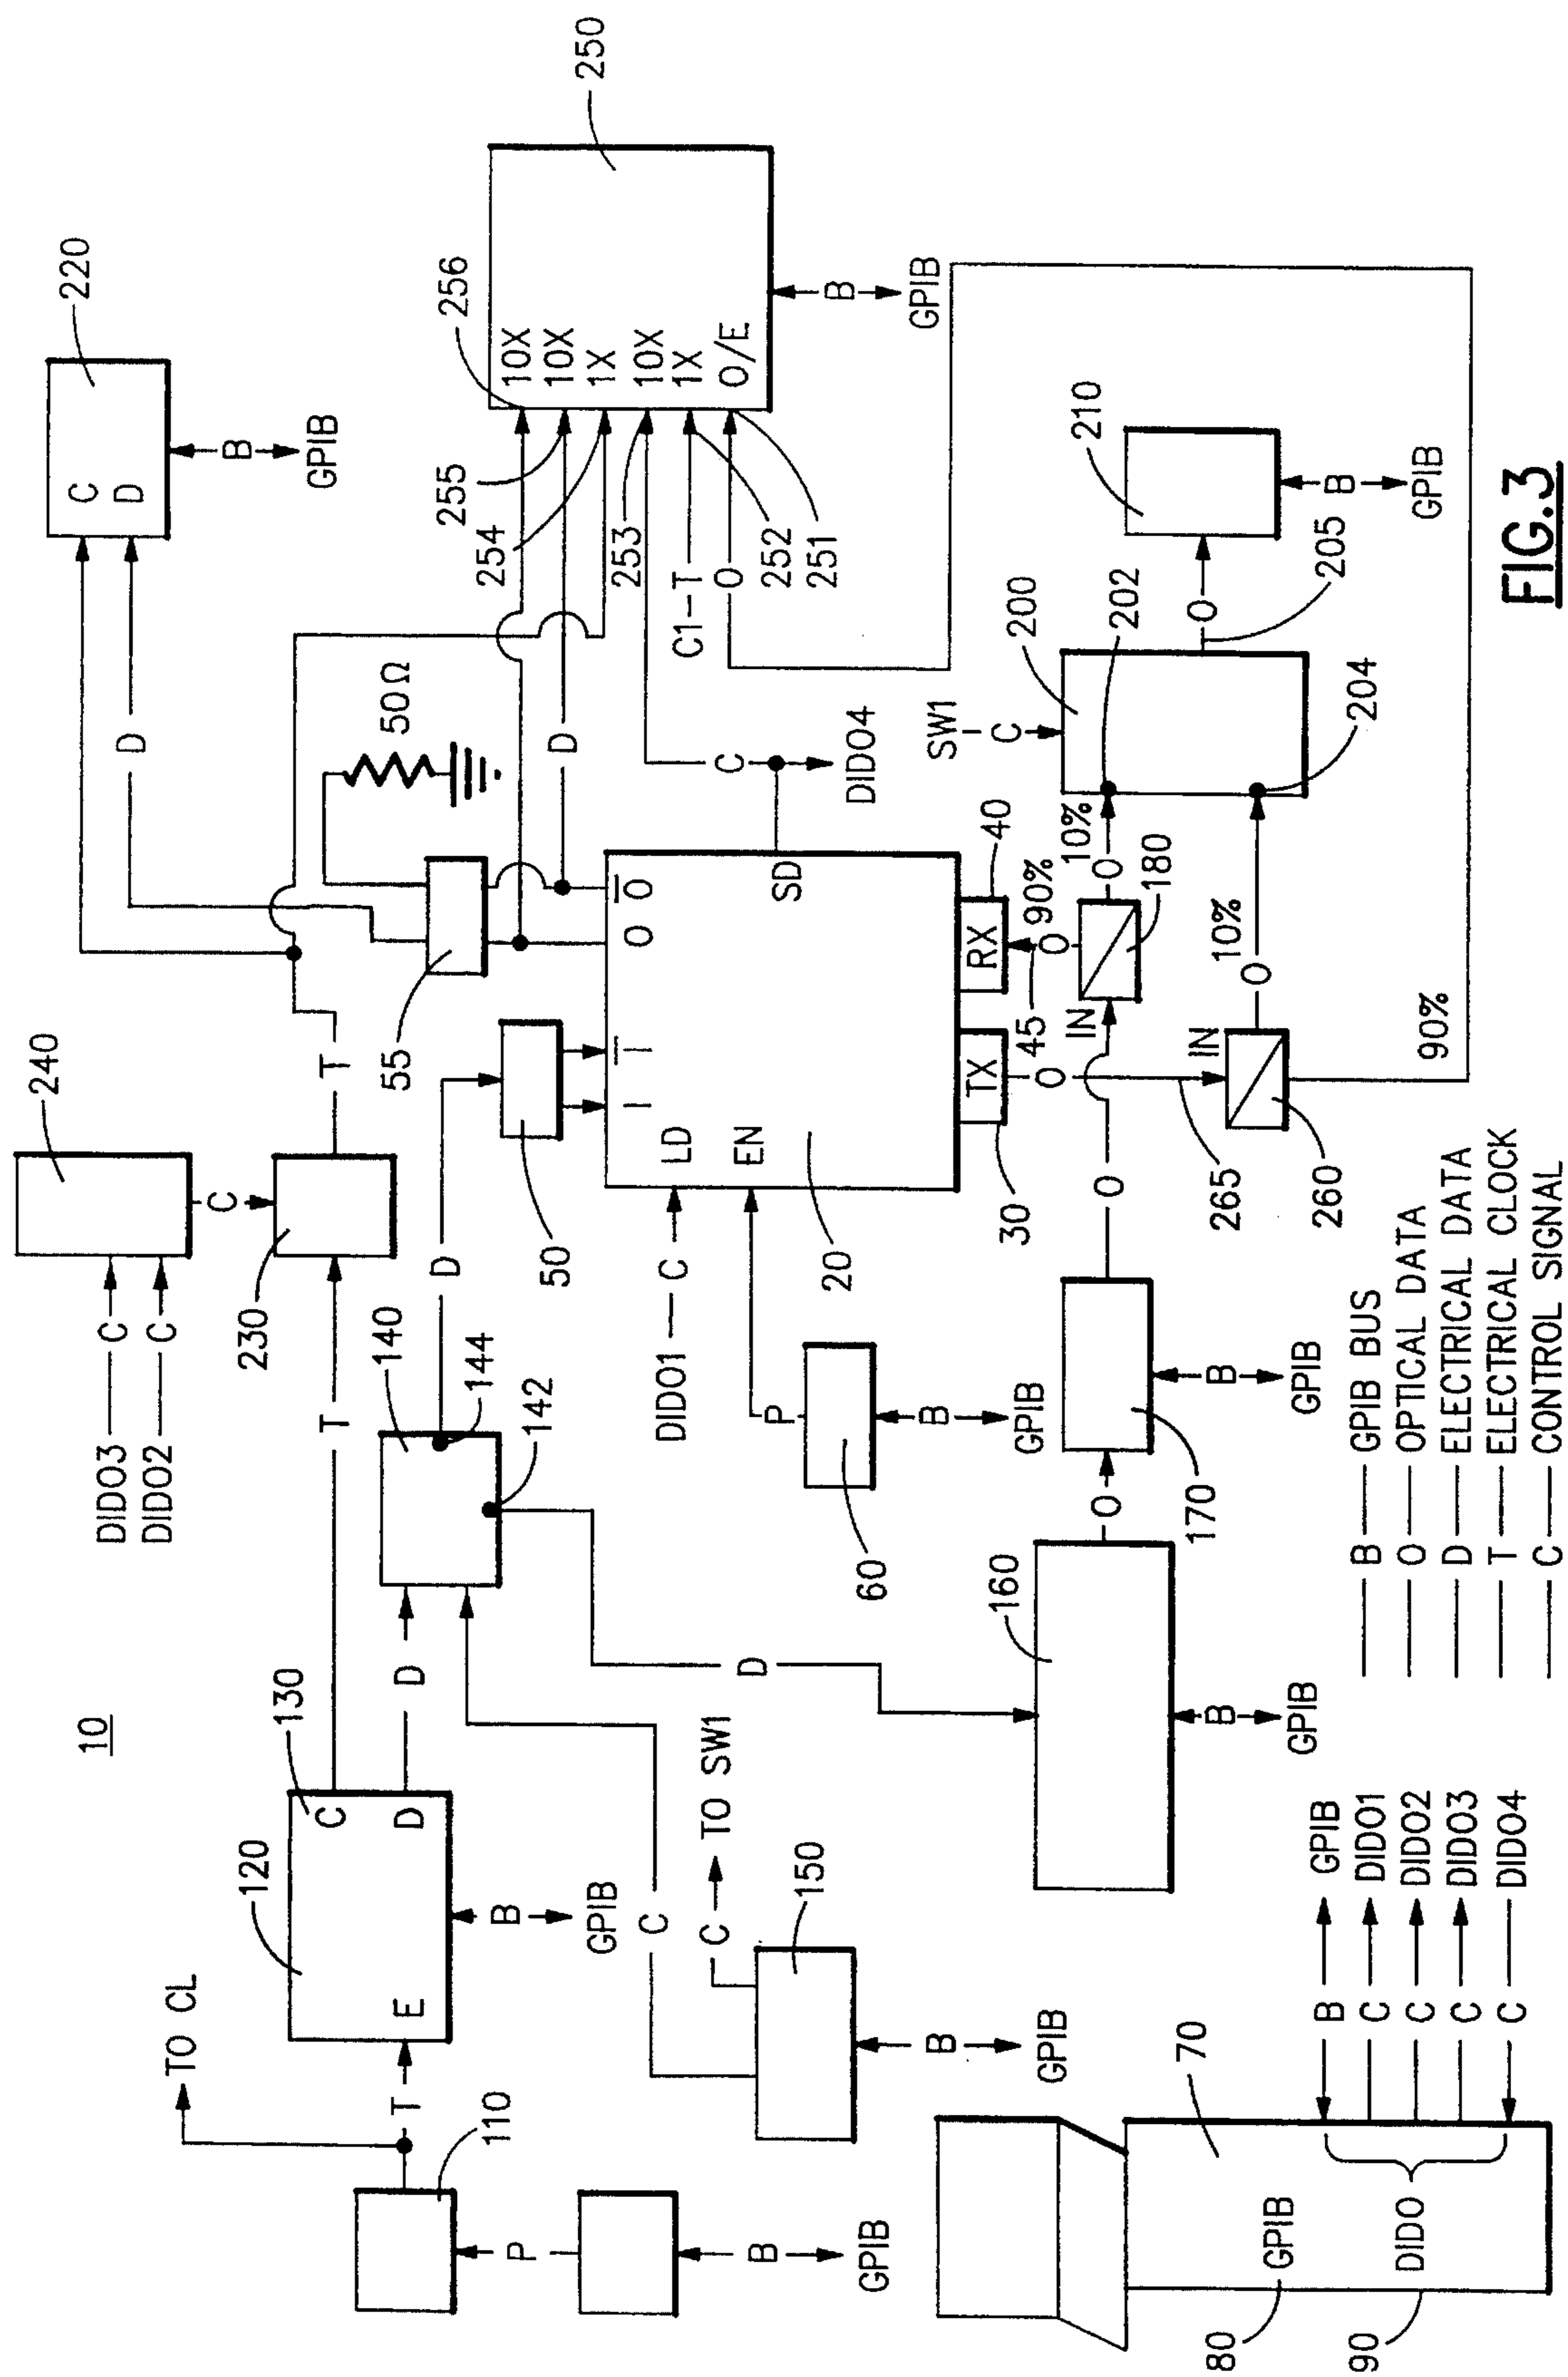 10
DIDO3 — C
DIDO2 — C
240
C
T
230
T
220
C
D
B
GPIB
D
TO CL
120
130
C
D
E
T
B
GPIB
110
P
B
GPIB
D
140
144
142
D
50
I
I
55
50Ω
O
O
D
250
256
255
254
253
252
251
10X
10X
1X
10X
1X
O/E
C1-T
O
B
GPIB
C
TO SW1
C
150
B
GPIB
D
DIDO1 — C
LD
EN
20
SD
C
DIDO4
P
60
B
GPIB
TX
RX
30
40
45
O
O
90%
10%
O
IN
180
SW1
C
200
202
204
205
O
210
B
GPIB
160
O
170
O
B
GPIB
B
GPIB
265
IN
260
10%
O
90%
70
80
GPIB
90
DIDO
B GPIB
C DIDO1
C DIDO2
C DIDO3
C DIDO4
B GPIB BUS
O OPTICAL DATA
D ELECTRICAL DATA
T ELECTRICAL CLOCK
C CONTROL SIGNAL
FIG.3